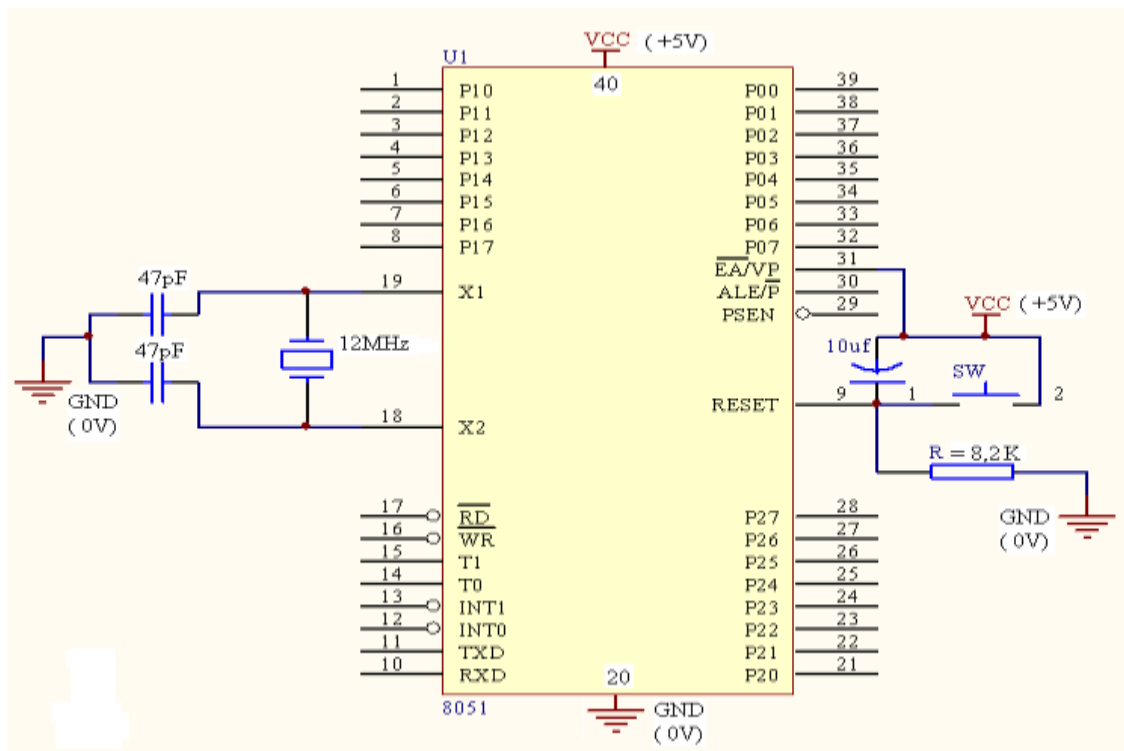 VCC (+5V)
U1
40
1 P10
2 P11
3 P12
4 P13
5 P14
6 P15
7 P16
8 P17
19 X1
18 X2
17 RD
16 WR
15 T1
14 T0
13 INT1
12 INT0
11 TXD
10 RXD
P00 39
P01 38
P02 37
P03 36
P04 35
P05 34
P06 33
P07 32
EA/VP 31
ALE/P 30
PSEN 29
RESET 9
P27 28
P26 27
P25 26
P24 25
P23 24
P22 23
P21 22
P20 21
20
8051
GND
(0V)
47pF
47pF
12MHz
GND
(0V)
VCC (+5V)
10uf
SW
1 2
R = 8,2K
GND
(0V)